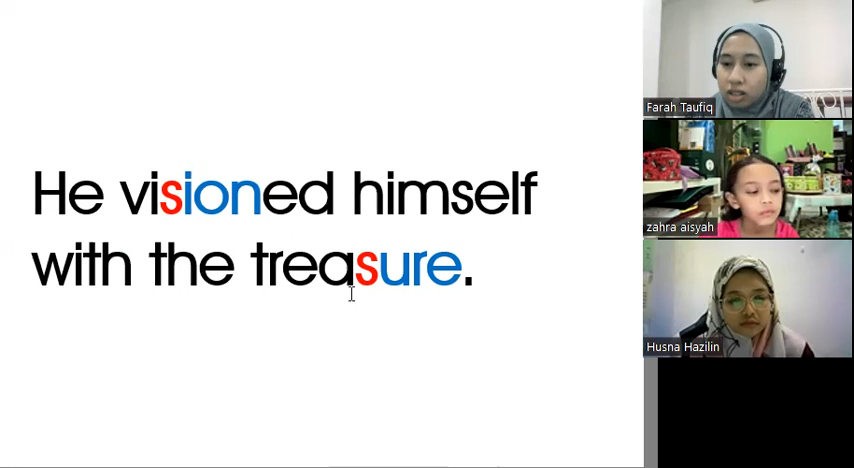 He visioned himself
with the treasure.
Farah Taufiq
zahra aisyah
Husna Hazilin